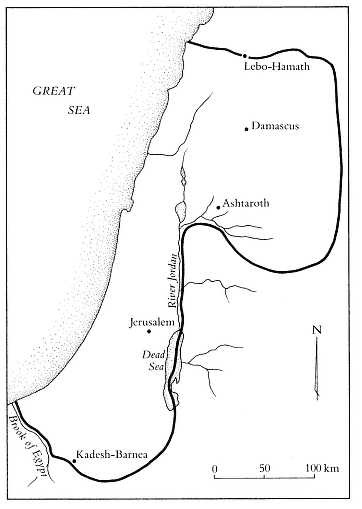 Lebo-Hamath
GREAT
SEA
Damascus
Ashtaroth
River Jordan
Jerusalem
Dead
Sea
N
Brook of Egypt
Kadesh-Barnea
0 50 100 km